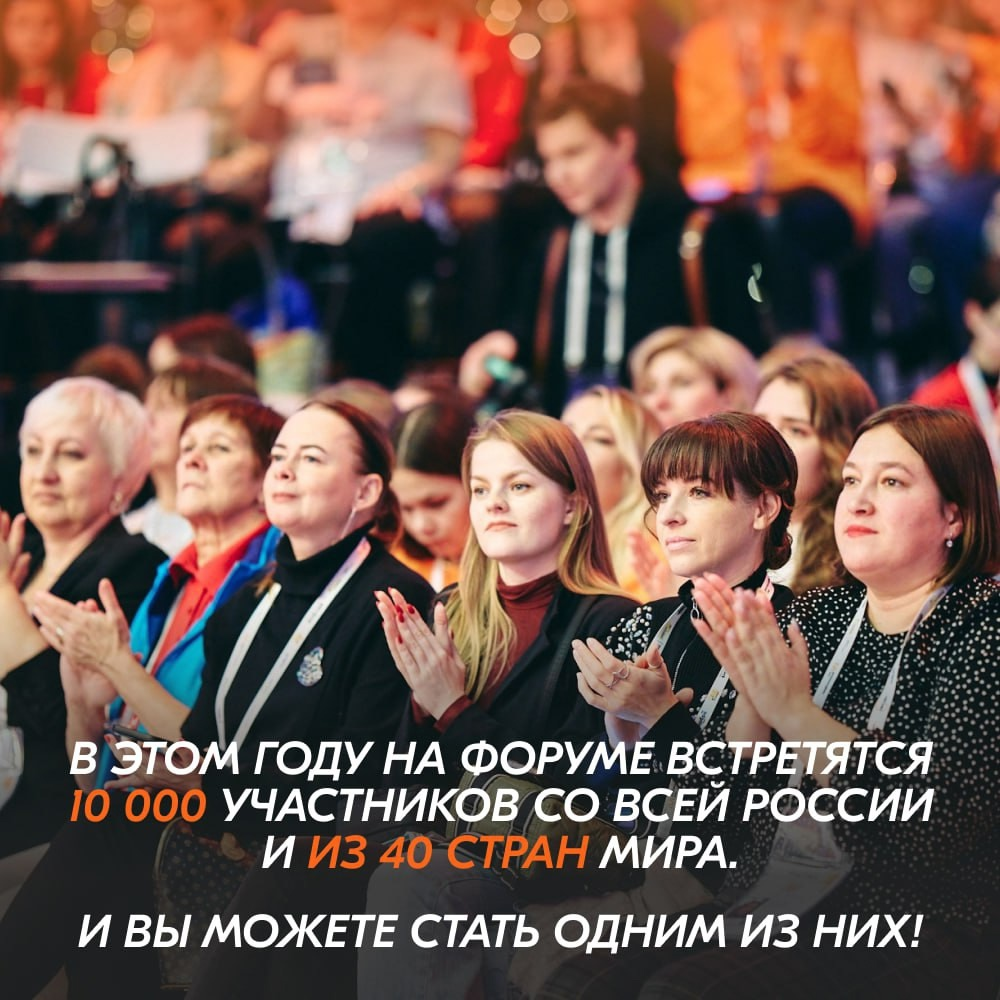 В ЭТОМ ГОДУ НА ФОРУМЕ ВСТРЕТЯТСЯ
10 000 УЧАСТНИКОВ СО ВСЕЙ РОССИИ
И ИЗ 40 СТРАН МИРА.
И ВЫ МОЖЕТЕ СТАТЬ ОДНИМ ИЗ НИХ!